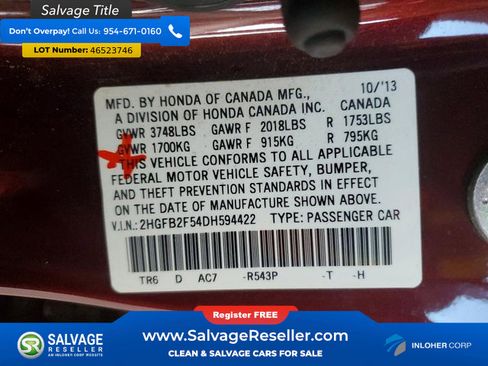 Salvage Title
Don't Overpay! Call Us: 954-671-0160
LOT Number: 46523746
MFD. BY HONDA OF CANADA MFG., 10/'13
A DIVISION OF HONDA CANADA INC. CANADA
GVWR 3748LBS GAWR F 2018LBS R 1753LBS
GVWR 1700KG GAWR F 915KG R 795KG
THIS VEHICLE CONFORMS TO ALL APPLICABLE
FEDERAL MOTOR VEHICLE SAFETY, BUMPER,
AND THEFT PREVENTION STANDARDS IN EFFECT
ON THE DATE OF MANUFACTURE SHOWN ABOVE.
V.I.N.: 2HGFB2F54DH594422 TYPE: PASSENGER CAR
TR6 D AC7 -R543P -T -H
Register FREE
SALVAGE RESELLER
AN INLOHER CORP WEBSITE
www.SalvageReseller.com
CLEAN & SALVAGE CARS FOR SALE
INLOHER CORP